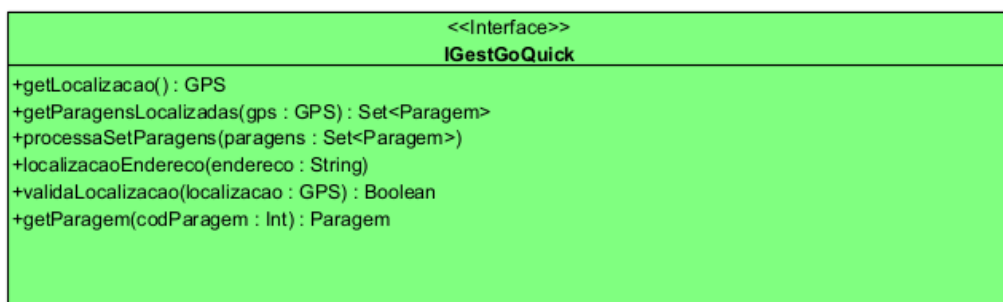 <<Interface>>
IGestGoQuick
+getLocalizacao() : GPS
+getParagensLocalizadas(gps : GPS) : Set<Paragem>
+processaSetParagens(paragens : Set<Paragem>)
+localizacaoEndereco(endereco : String)
+validaLocalizacao(localizacao : GPS) : Boolean
+getParagem(codParagem : Int) : Paragem